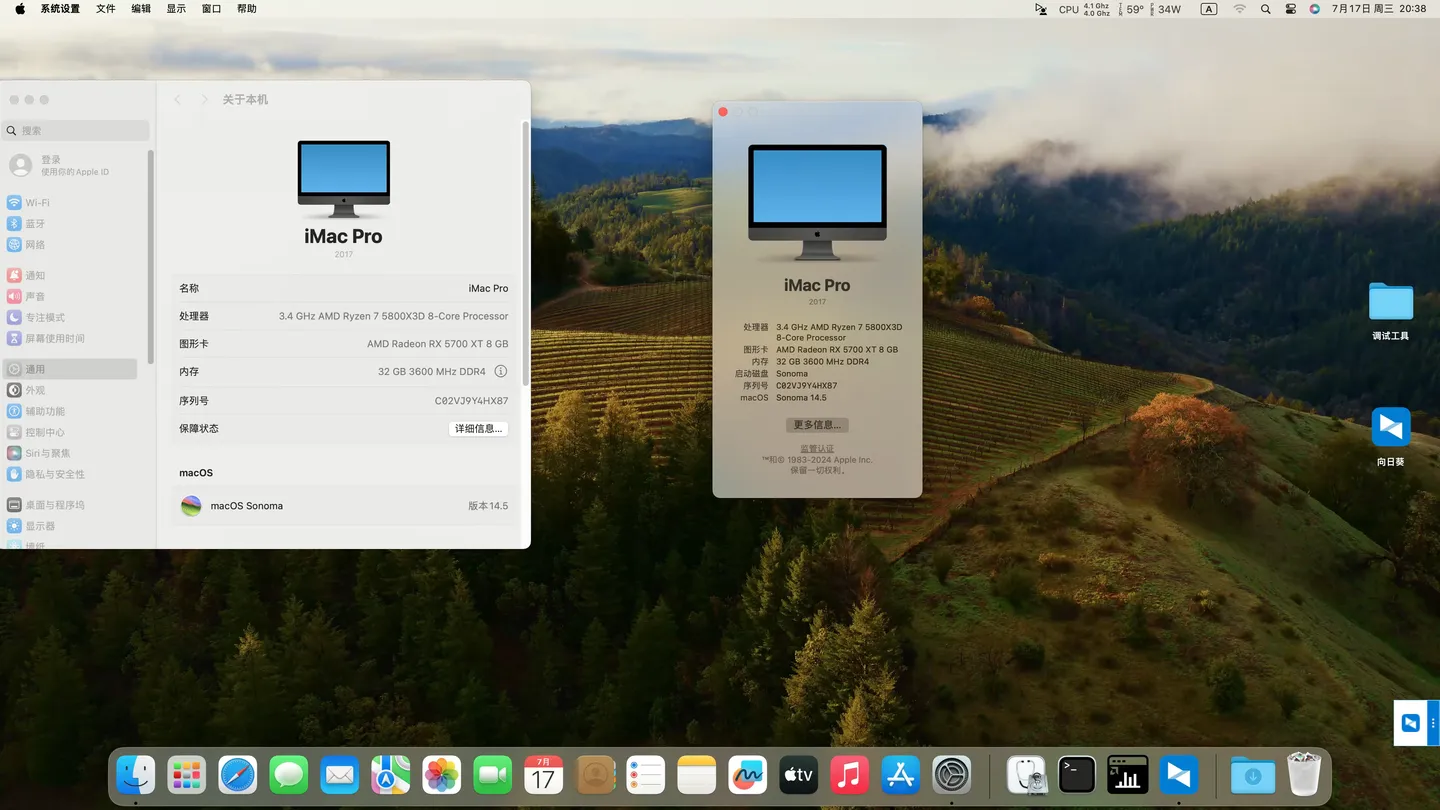 系统设置 文件 编辑 显示 窗口 帮助
CPU 4.1 Ghz 4.0 Ghz 59° 34W A 7月17日 周三 20:38
关于本机
搜索
登录
使用你的 Apple ID
Wi-Fi
蓝牙
网络
通知
声音
专注模式
屏幕使用时间
通用
外观
辅助功能
控制中心
Siri与聚焦
隐私与安全性
桌面与程序坞
显示器
墙纸
iMac Pro
2017
名称 iMac Pro
处理器 3.4 GHz AMD Ryzen 7 5800X3D 8-Core Processor
图形卡 AMD Radeon RX 5700 XT 8 GB
内存 32 GB 3600 MHz DDR4
序列号 C02VJ9Y4HX87
保障状态 详细信息...
macOS
macOS Sonoma 版本 14.5
iMac Pro
2017
处理器 3.4 GHz AMD Ryzen 7 5800X3D
8-Core Processor
图形卡 AMD Radeon RX 5700 XT 8 GB
内存 32 GB 3600 MHz DDR4
启动磁盘 Sonoma
序列号 C02VJ9Y4HX87
macOS Sonoma 14.5
更多信息...
监管认证
™和© 1983-2024 Apple Inc.
保留一切权利。
调试工具
向日葵
7月
17
tv